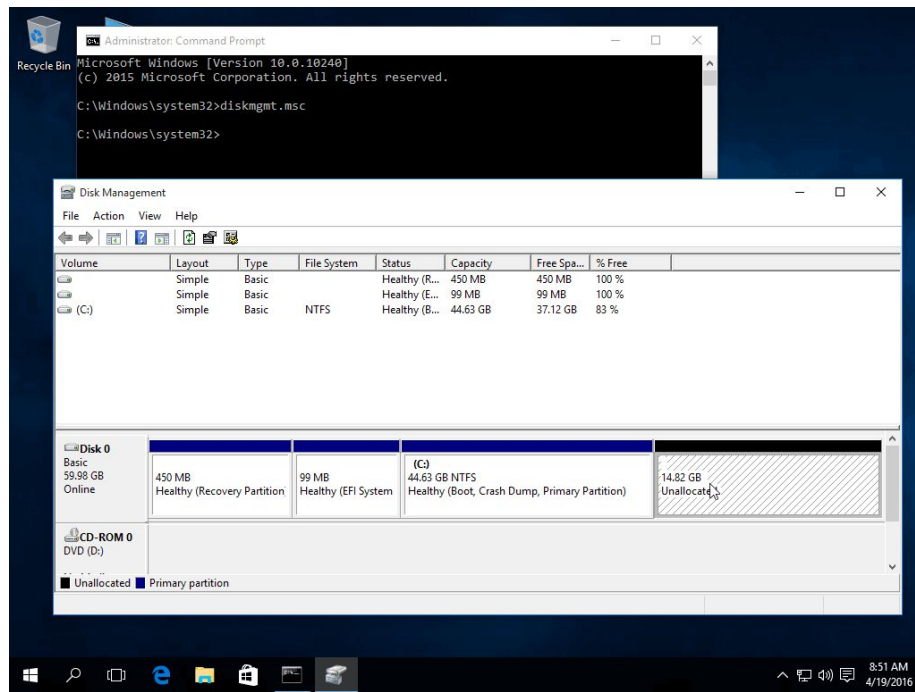 Recycle Bin
Administrator: Command Prompt
Microsoft Windows [Version 10.0.10240]
(c) 2015 Microsoft Corporation. All rights reserved.
C:\Windows\system32>diskmgmt.msc
C:\Windows\system32>
Disk Management
File Action View Help
Volume Layout Type File System Status Capacity Free Spa... % Free
Simple Basic Healthy (R... 450 MB 450 MB 100 %
Simple Basic Healthy (E... 99 MB 99 MB 100 %
(C:) Simple Basic NTFS Healthy (B... 44.63 GB 37.12 GB 83 %
Disk 0
Basic
59.98 GB
Online
450 MB
Healthy (Recovery Partition
99 MB
Healthy (EFI System
(C:)
44.63 GB NTFS
Healthy (Boot, Crash Dump, Primary Partition)
14.82 GB
Unallocated
CD-ROM 0
DVD (D:)
Unallocated Primary partition
8:51 AM
4/19/2016